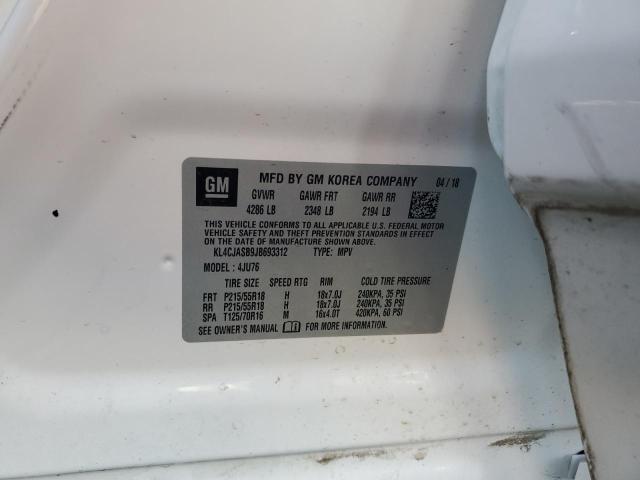 GM
MFD BY GM KOREA COMPANY 04 / 18
GVWR GAWR FRT GAWR RR
4286 LB 2348 LB 2194 LB
THIS VEHICLE CONFORMS TO ALL APPLICABLE U.S. FEDERAL MOTOR
VEHICLE SAFETY, BUMPER, AND THEFT PREVENTION STANDARDS IN EFFECT
ON THE DATE OF MANUFACTURE SHOWN ABOVE.
KL4CJASB9JB693312 TYPE : MPV
MODEL : 4JU76
TIRE SIZE SPEED RTG RIM COLD TIRE PRESSURE
FRT P215/55R18 H 18x7.0J 240KPA, 35 PSI
RR P215/55R18 H 18x7.0J 240KPA, 35 PSI
SPA T125/70R16 M 16x4.0T 420KPA, 60 PSI
SEE OWNER'S MANUAL FOR MORE INFORMATION.